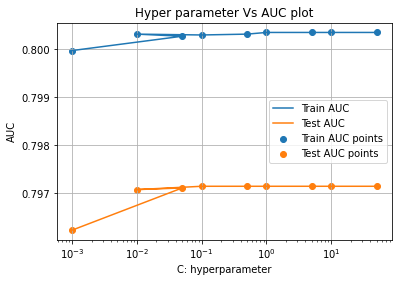 Hyper parameter Vs AUC plot
AUC
0.800
0.799
0.798
0.797
Train AUC
Test AUC
Train AUC points
Test AUC points
10⁻³ 10⁻² 10⁻¹ 10⁰ 10¹
C: hyperparameter